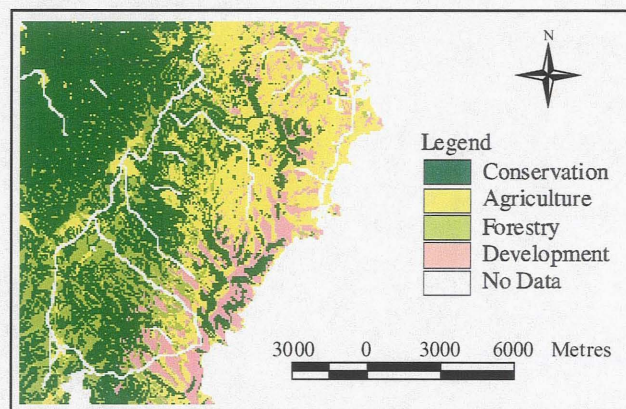 N
Legend
Conservation
Agriculture
Forestry
Development
No Data
3000 0 3000 6000 Metres